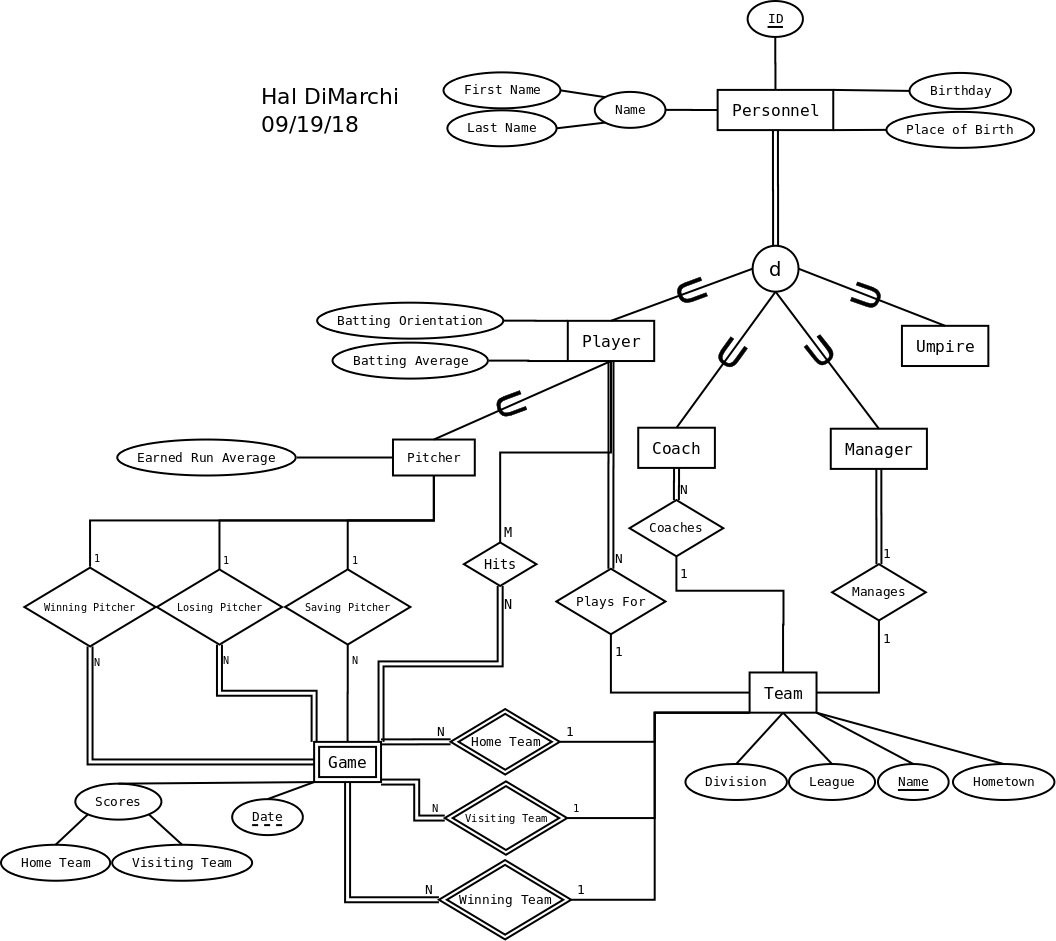 ID
Hal DiMarchi
09/19/18
First Name
Last Name
Name
Personnel
Birthday
Place of Birth
d
Batting Orientation
Batting Average
Player
Umpire
Earned Run Average
Pitcher
Coach
Manager
N
Coaches
1
M
Hits
N
N
Plays For
1
1
Manages
1
1
1
1
Winning Pitcher
Losing Pitcher
Saving Pitcher
N
N
N
Team
Game
N
Home Team
1
N
Visiting Team
1
N
Winning Team
1
Division
League
Name
Hometown
Scores
Date
Home Team
Visiting Team